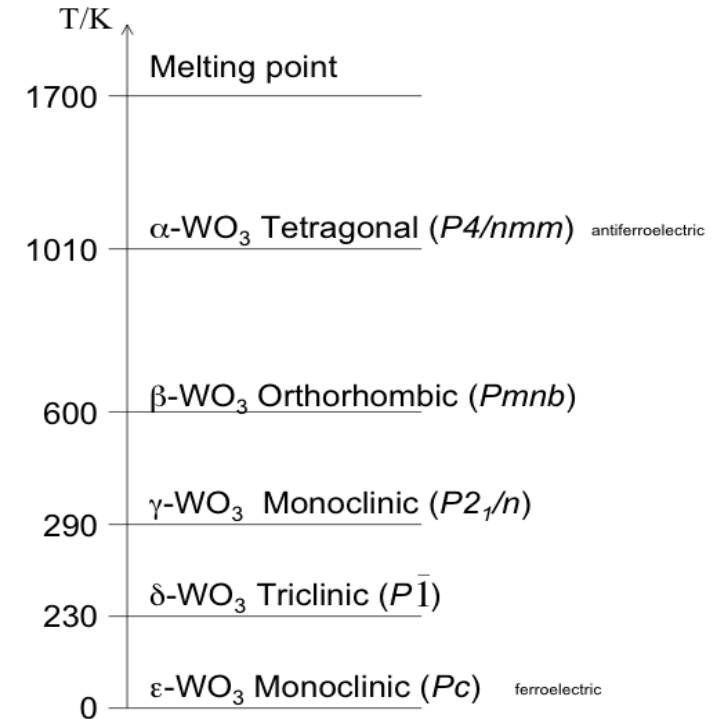 T/K
Melting point
1700
α-WO₃ Tetragonal (P4/nmm) antiferroelectric
1010
β-WO₃ Orthorhombic (Pmnb)
600
γ-WO₃ Monoclinic (P2₁/n)
290
δ-WO₃ Triclinic (P1̄)
230
ε-WO₃ Monoclinic (Pc) ferroelectric
0